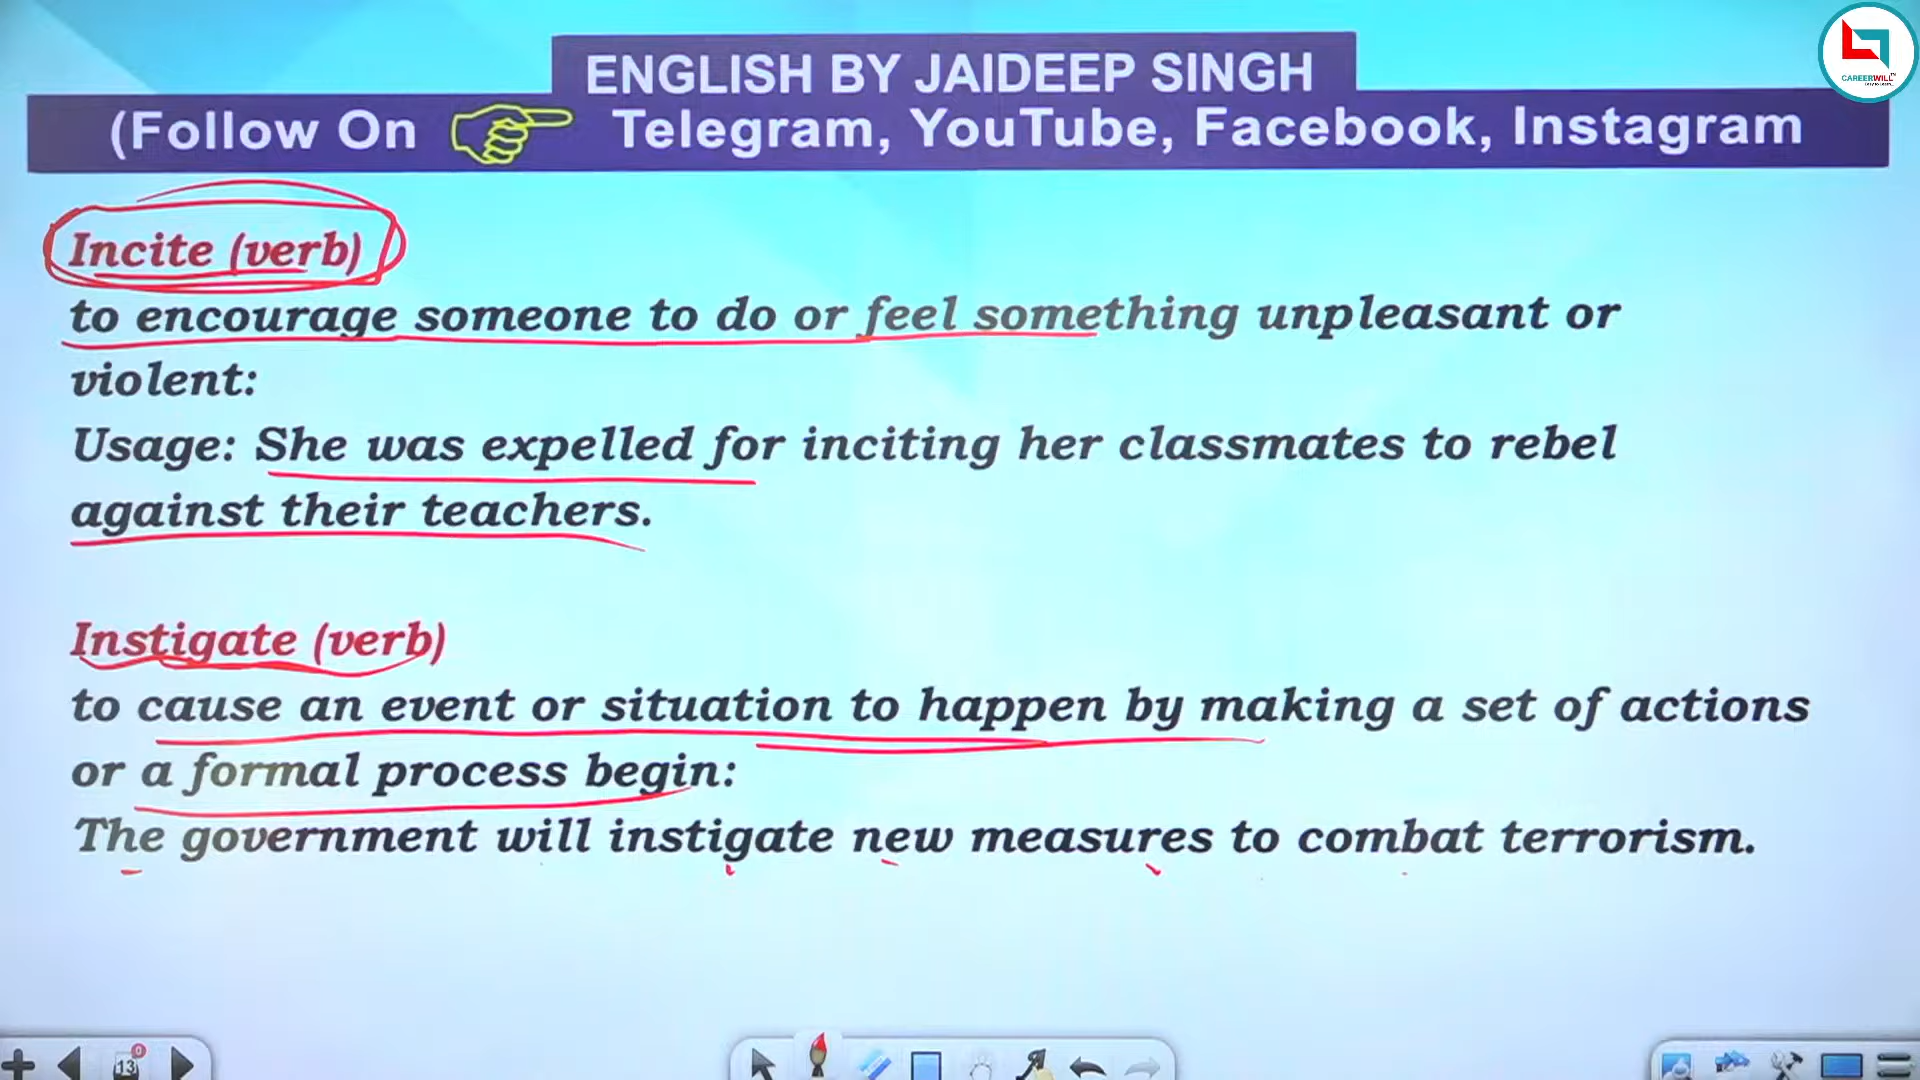 ENGLISH BY JAIDEEP SINGH
(Follow On Telegram, YouTube, Facebook, Instagram
CAREERWILL
Incite (verb)
to encourage someone to do or feel something unpleasant or
violent:
Usage: She was expelled for inciting her classmates to rebel
against their teachers.
Instigate (verb)
to cause an event or situation to happen by making a set of actions
or a formal process begin:
The government will instigate new measures to combat terrorism.
13
0